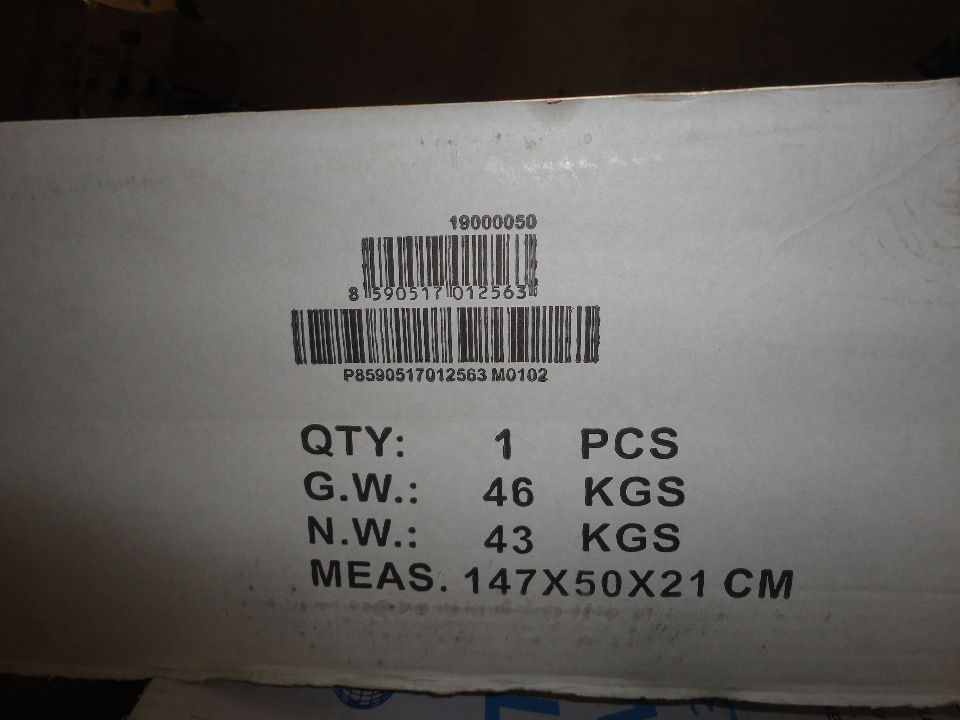 19000050
8 590517 012563
P8590517012563 M0102
QTY: 1 PCS
G.W.: 46 KGS
N.W.: 43 KGS
MEAS. 147X50X21 CM